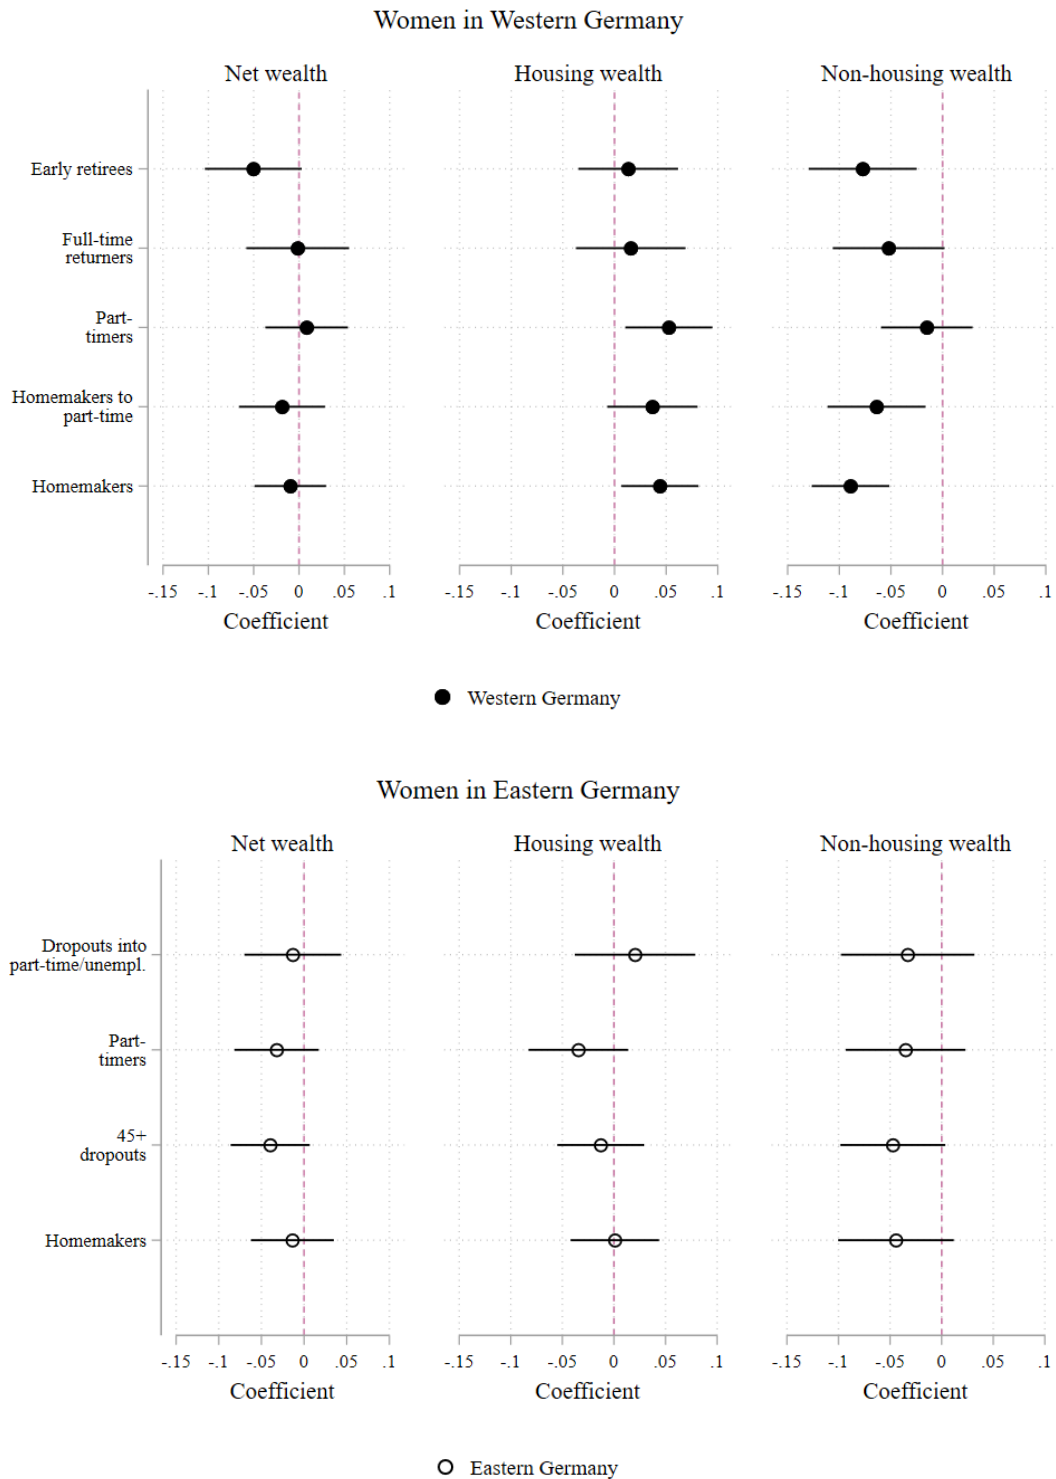 Women in Western Germany
Net wealth
Housing wealth
Non-housing wealth
Early retirees
Full-time
returners
Part-
timers
Homemakers to
part-time
Homemakers
-.15 -.1 -.05 0 .05 .1
-.15 -.1 -.05 0 .05 .1
-.15 -.1 -.05 0 .05 .1
Coefficient
Coefficient
Coefficient
Western Germany
Women in Eastern Germany
Net wealth
Housing wealth
Non-housing wealth
Dropouts into
part-time/unempl.
Part-
timers
45+
dropouts
Homemakers
-.15 -.1 -.05 0 .05 .1
-.15 -.1 -.05 0 .05 .1
-.15 -.1 -.05 0 .05 .1
Coefficient
Coefficient
Coefficient
Eastern Germany